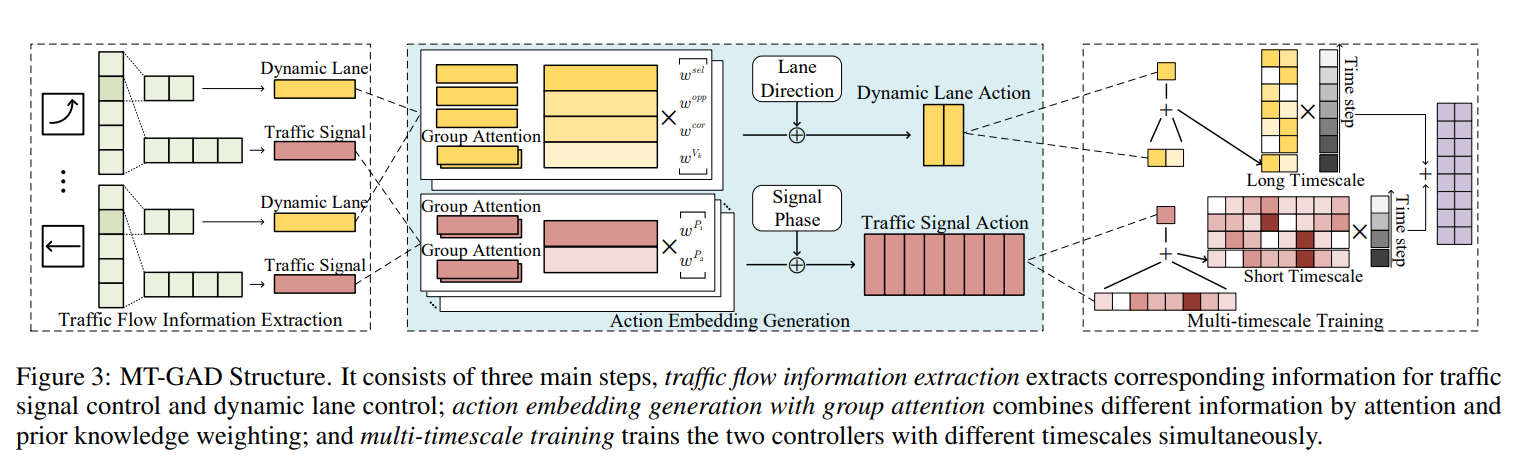 Dynamic Lane
Traffic Signal
Dynamic Lane
Traffic Signal
Traffic Flow Information Extraction
Group Attention
w^{sel}
w^{opp}
w^{cor}
w^{V_k}
×
Lane
Direction
Dynamic Lane Action
Group Attention
Group Attention
w^{P_1}
w^{P_2}
×
Signal
Phase
Traffic Signal Action
Action Embedding Generation
+
×
Time step
Long Timescale
+
+
×
Time step
Short Timescale
Multi-timescale Training
Figure 3: MT-GAD Structure. It consists of three main steps, traffic flow information extraction extracts corresponding information for traffic
signal control and dynamic lane control; action embedding generation with group attention combines different information by attention and
prior knowledge weighting; and multi-timescale training trains the two controllers with different timescales simultaneously.